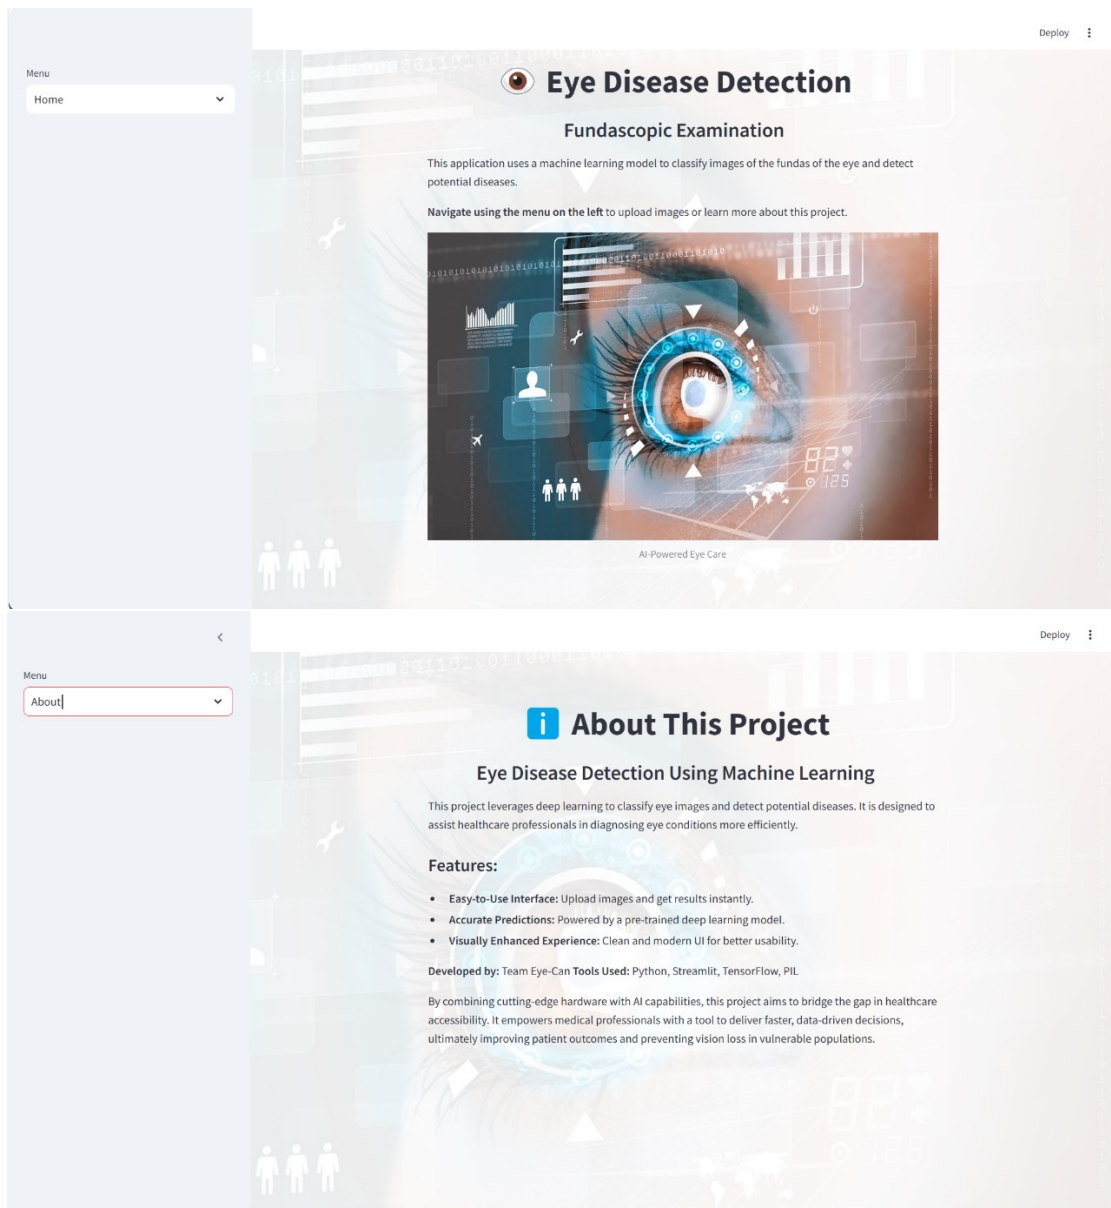 Deploy
Menu
Home
Eye Disease Detection
Fundascopic Examination
This application uses a machine learning model to classify images of the fundas of the eye and detect
potential diseases.
Navigate using the menu on the left to upload images or learn more about this project.
82
125
AI-Powered Eye Care
Deploy
Menu
About
i About This Project
Eye Disease Detection Using Machine Learning
This project leverages deep learning to classify eye images and detect potential diseases. It is designed to
assist healthcare professionals in diagnosing eye conditions more efficiently.
Features:
• Easy-to-Use Interface: Upload images and get results instantly.
• Accurate Predictions: Powered by a pre-trained deep learning model.
• Visually Enhanced Experience: Clean and modern UI for better usability.
Developed by: Team Eye-Can Tools Used: Python, Streamlit, TensorFlow, PIL
By combining cutting-edge hardware with AI capabilities, this project aims to bridge the gap in healthcare
accessibility. It empowers medical professionals with a tool to deliver faster, data-driven decisions,
ultimately improving patient outcomes and preventing vision loss in vulnerable populations.